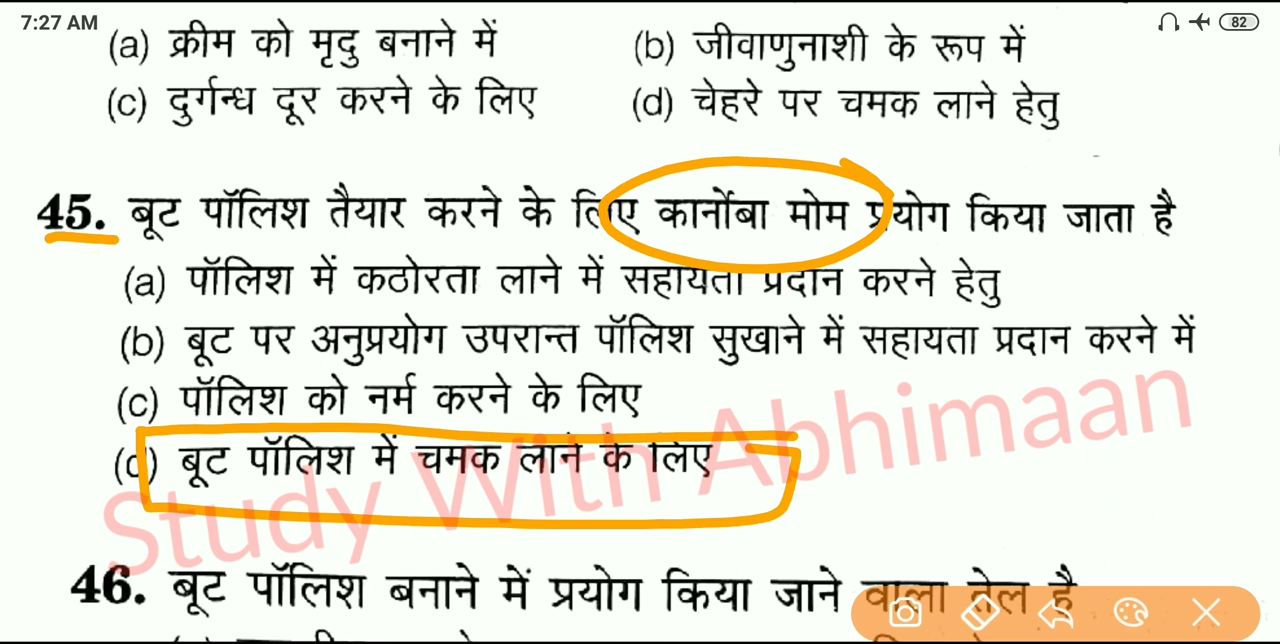 7:27 AM
82
(a) क्रीम को मृदु बनाने में (b) जीवाणुनाशी के रूप में
(c) दुर्गन्ध दूर करने के लिए (d) चेहरे पर चमक लाने हेतु
45. बूट पॉलिश तैयार करने के लिए कार्नोबा मोम प्रयोग किया जाता है
(a) पॉलिश में कठोरता लाने में सहायता प्रदान करने हेतु
(b) बूट पर अनुप्रयोग उपरान्त पॉलिश सुखाने में सहायता प्रदान करने में
(c) पॉलिश को नर्म करने के लिए
(d) बूट पॉलिश में चमक लाने के लिए
Study With Abhimaan
46. बूट पॉलिश बनाने में प्रयोग किया जाने वाला तेल है